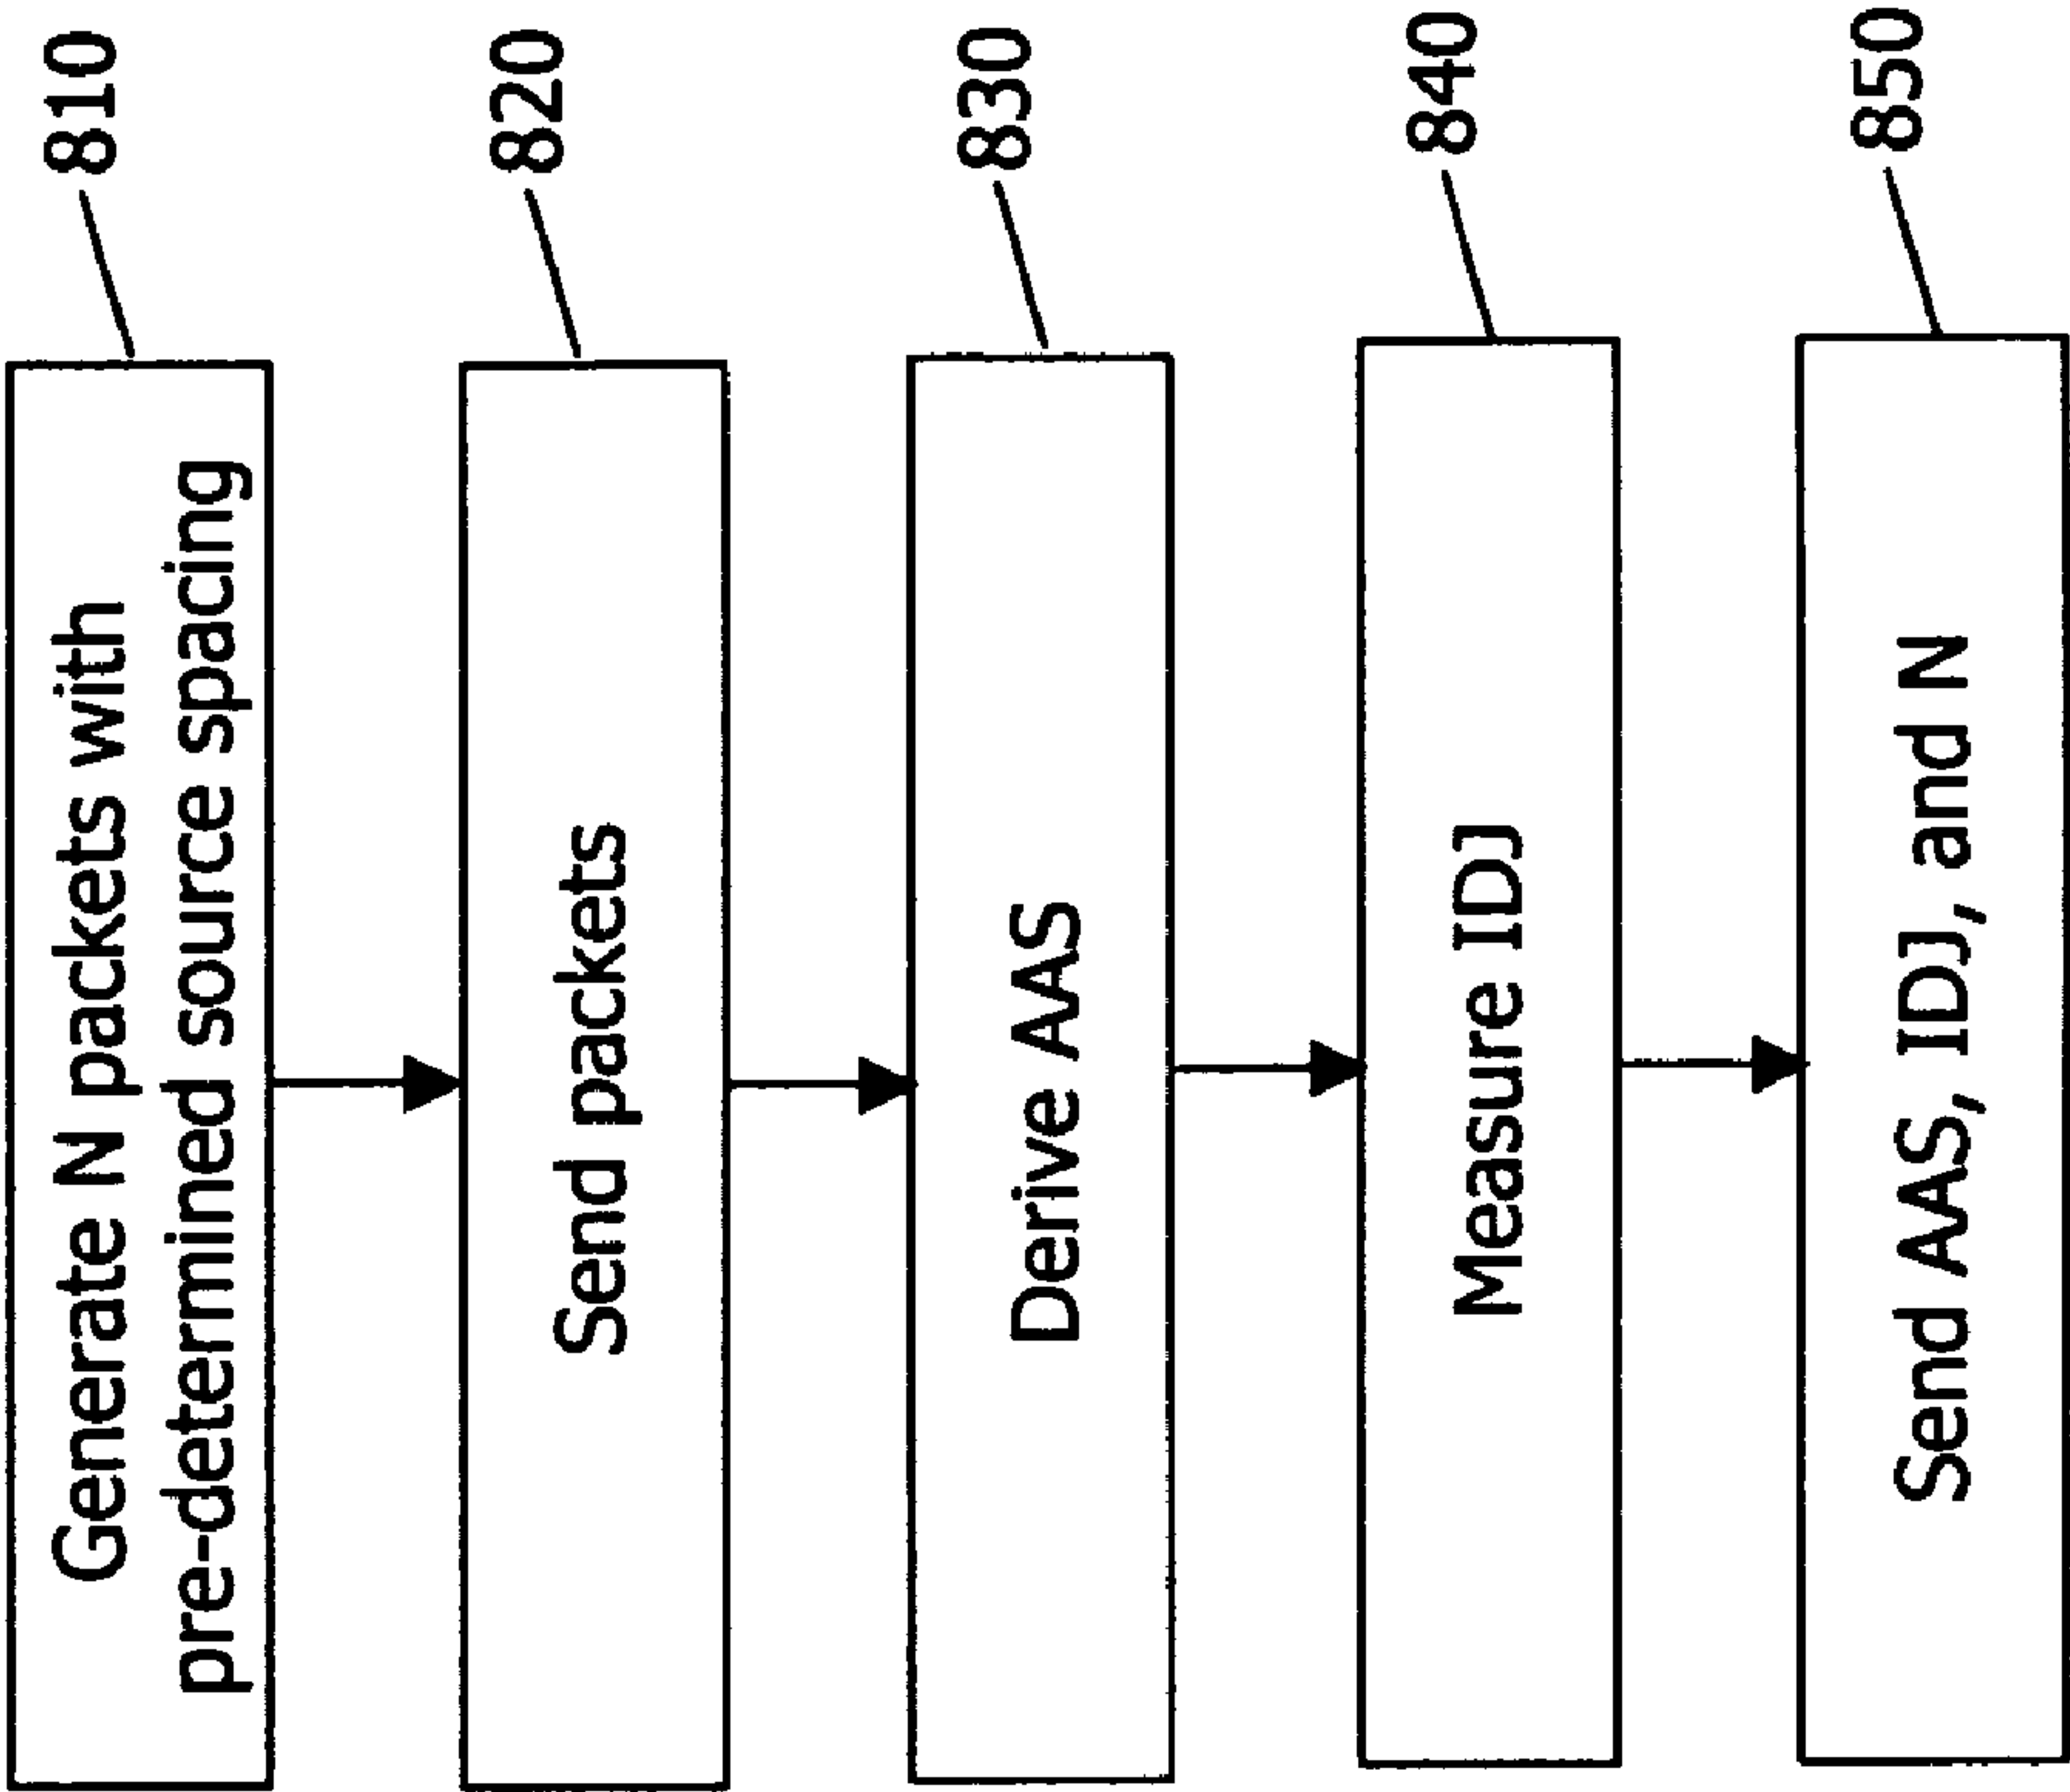 Generate N packets with
pre-determined source spacing
810
Send packets
820
Derive AAS
830
Measure IDJ
840
Send AAS, IDJ, and N
850